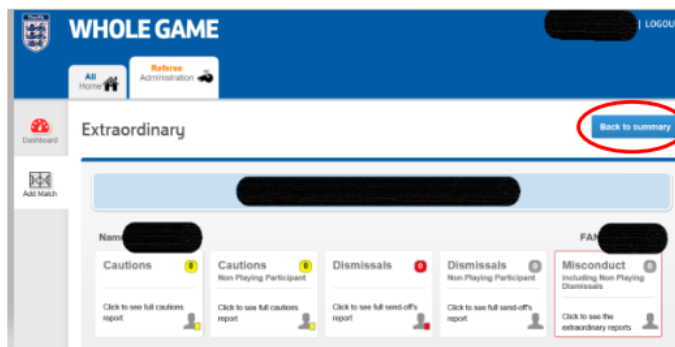 WHOLE GAME
| LOGOU
All
Home
Referee
Administration
Dashboard
Extraordinary
Back to summary
Add Match
Name
FAN
Cautions 0
Click to see full cautions
report
Cautions 0
Non Playing Participant
Click to see full cautions
report
Dismissals 0
Click to see full send-off's
report
Dismissals 0
Non Playing Participant
Click to see full send-off's
report
Misconduct 0
Including Non Playing
Dismissals
Click to see the
extraordinary reports